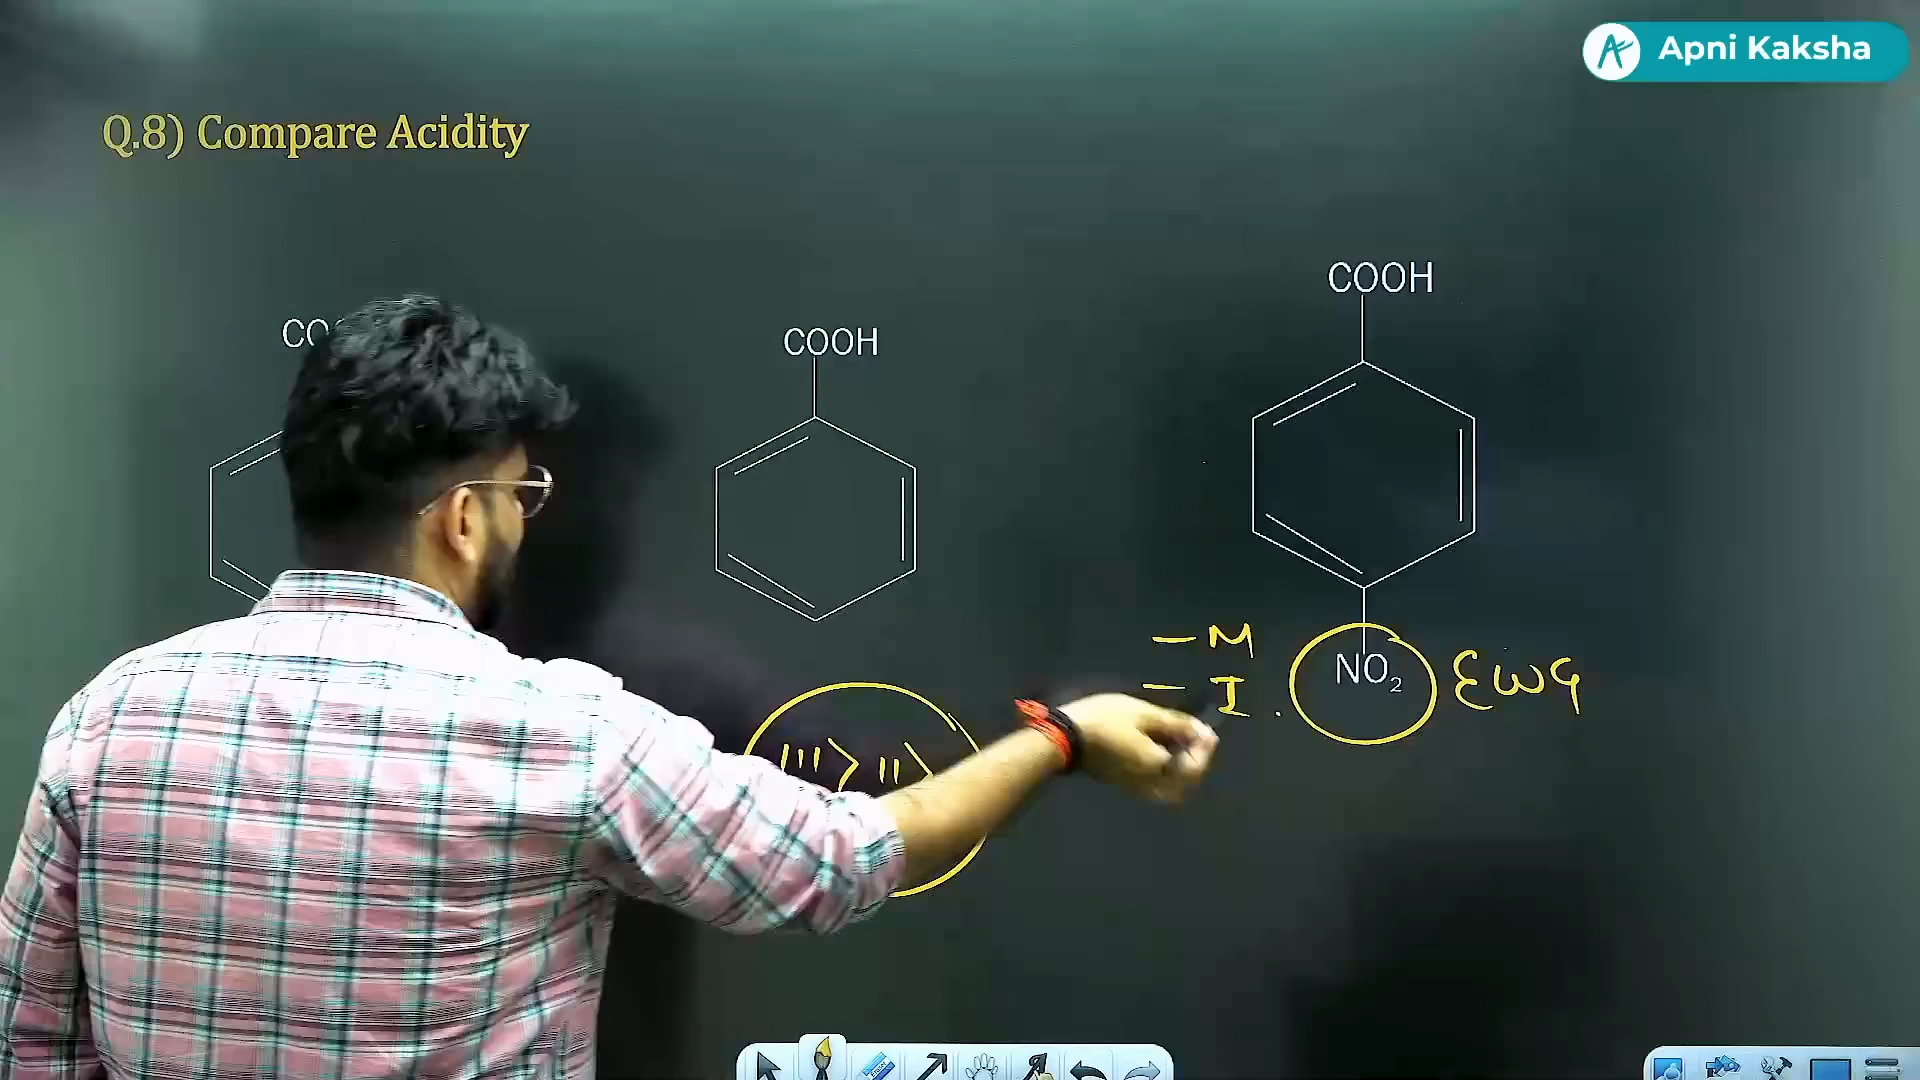 Apni Kaksha
Q.8) Compare Acidity
COOH
COOH
CO
-M
NO₂ EWG
-I.
III > II >